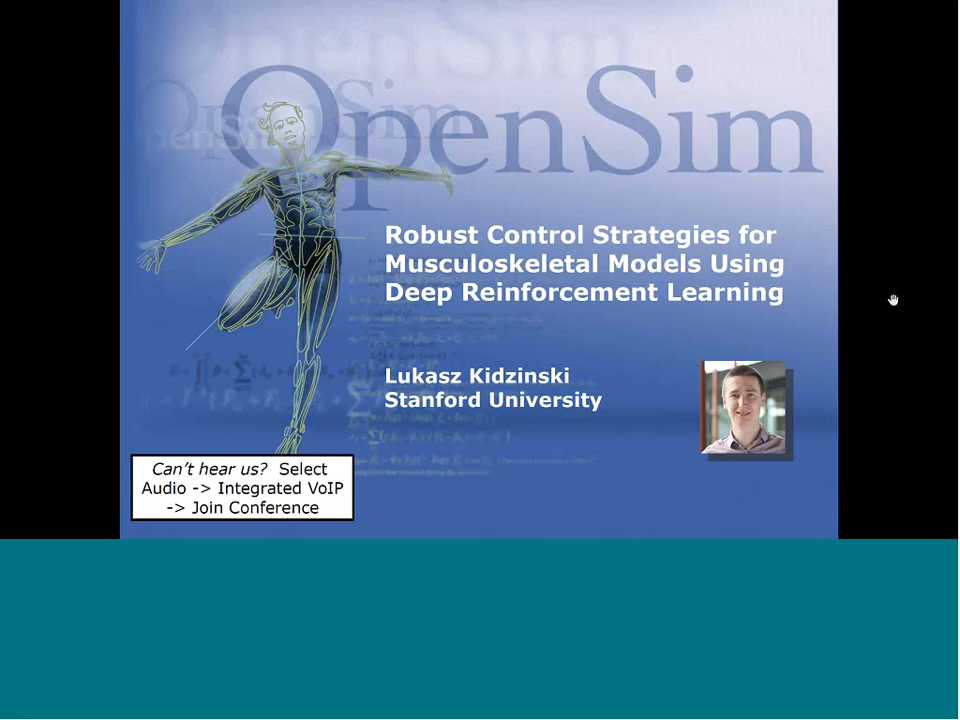 OpenSim
Robust Control Strategies for
Musculoskeletal Models Using
Deep Reinforcement Learning
Lukasz Kidzinski
Stanford University
Can't hear us? Select
Audio -> Integrated VoIP
-> Join Conference